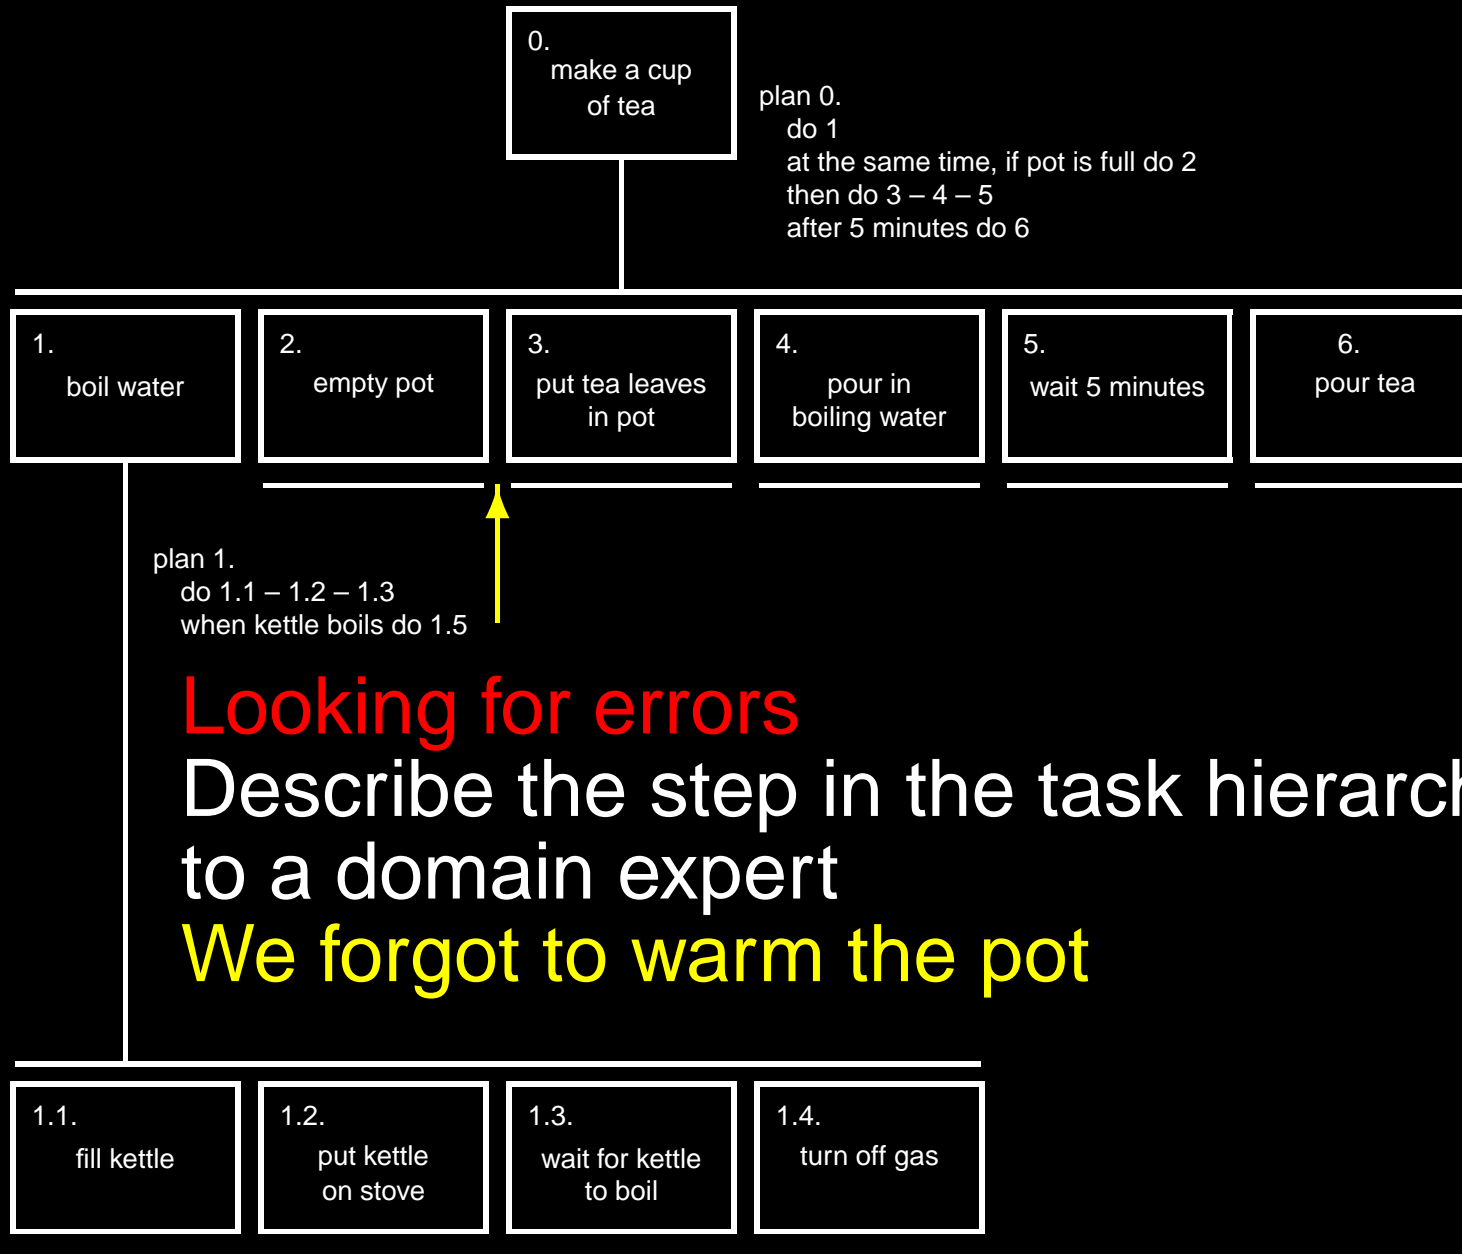 0.
make a cup
of tea
plan 0.
do 1
at the same time, if pot is full do 2
then do 3 – 4 – 5
after 5 minutes do 6
1.
boil water
2.
empty pot
3.
put tea leaves
in pot
4.
pour in
boiling water
5.
wait 5 minutes
6.
pour tea
plan 1.
do 1.1 – 1.2 – 1.3
when kettle boils do 1.5
Looking for errors
Describe the step in the task
to a domain expert
We forgot to warm the pot
1.1.
fill kettle
1.2.
put kettle
on stove
1.3.
wait for kettle
to boil
1.4.
turn off gas